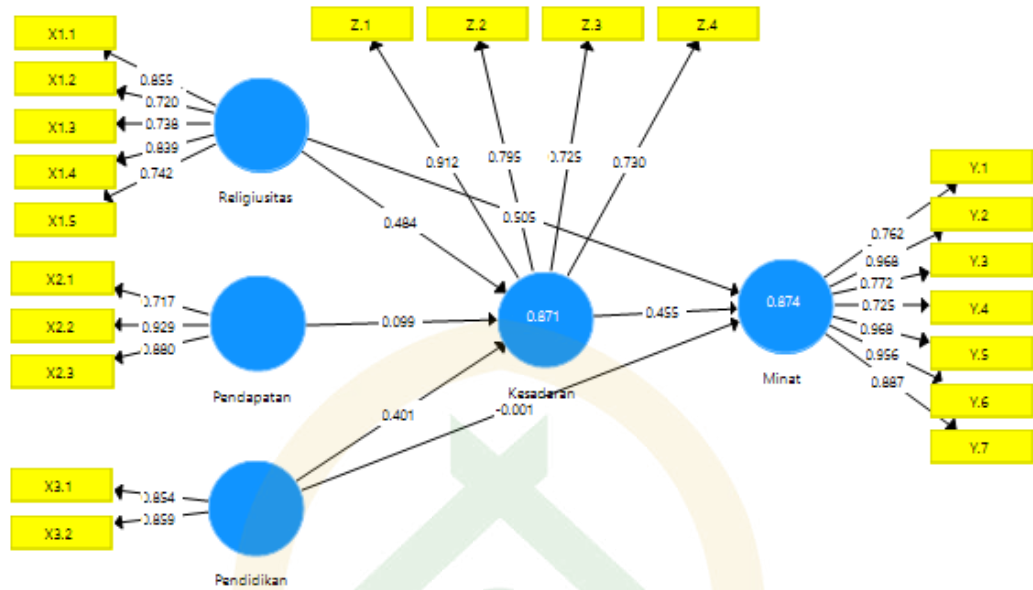 X1.1
X1.2
X1.3
X1.4
X1.5
0.855
0.720
0.738
0.839
0.742
Religiusitas
Z.1
Z.2
Z.3
Z.4
0.912
0.795
0.725
0.730
0.484
0.505
X2.1
X2.2
X2.3
0.717
0.929
0.880
Pendapatan
0.099
0.871
Kesadaran
0.455
0.401
-0.001
X3.1
X3.2
0.854
0.859
Pendidikan
0.874
Minat
0.762
0.968
0.772
0.725
0.968
0.956
0.887
Y.1
Y.2
Y.3
Y.4
Y.5
Y.6
Y.7